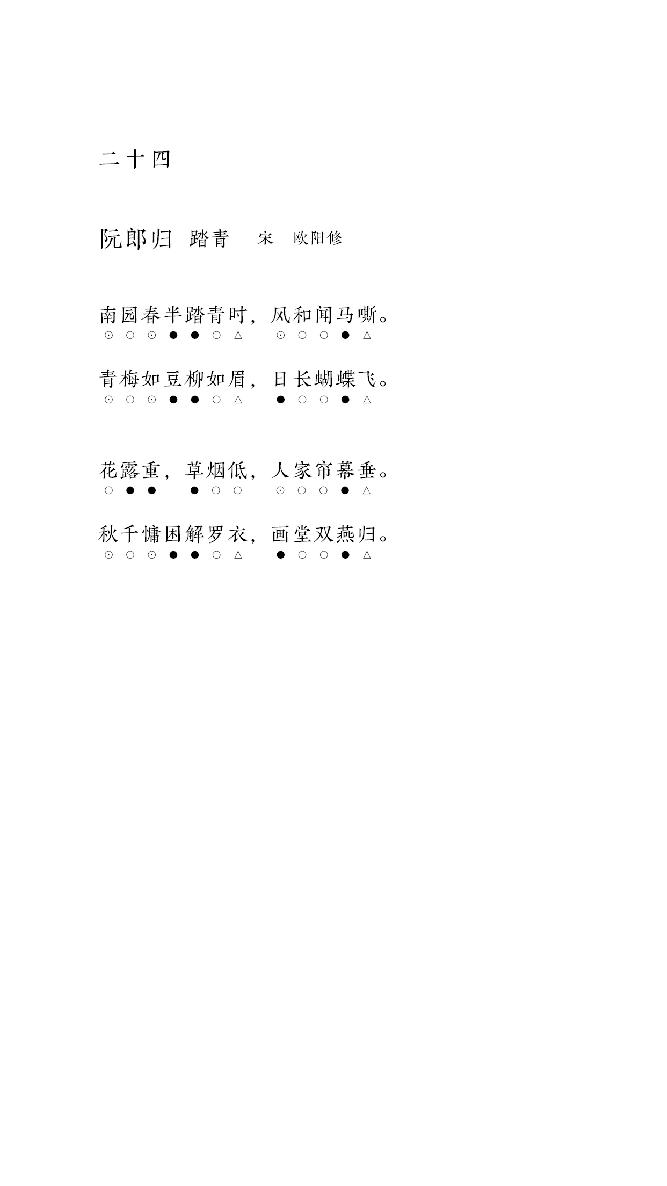 二十四
阮郎归 踏青 宋 欧阳修
南园春半踏青时，风和闻马嘶。
⊙○⊙●●○△ ⊙○○●△
青梅如豆柳如眉，日长蝴蝶飞。
⊙○⊙●●○△ ●○○●△
花露重，草烟低，人家帘幕垂。
○●● ●○○ ⊙○○●△
秋千慵困解罗衣，画堂双燕归。
⊙○⊙●●○△ ●○○●△